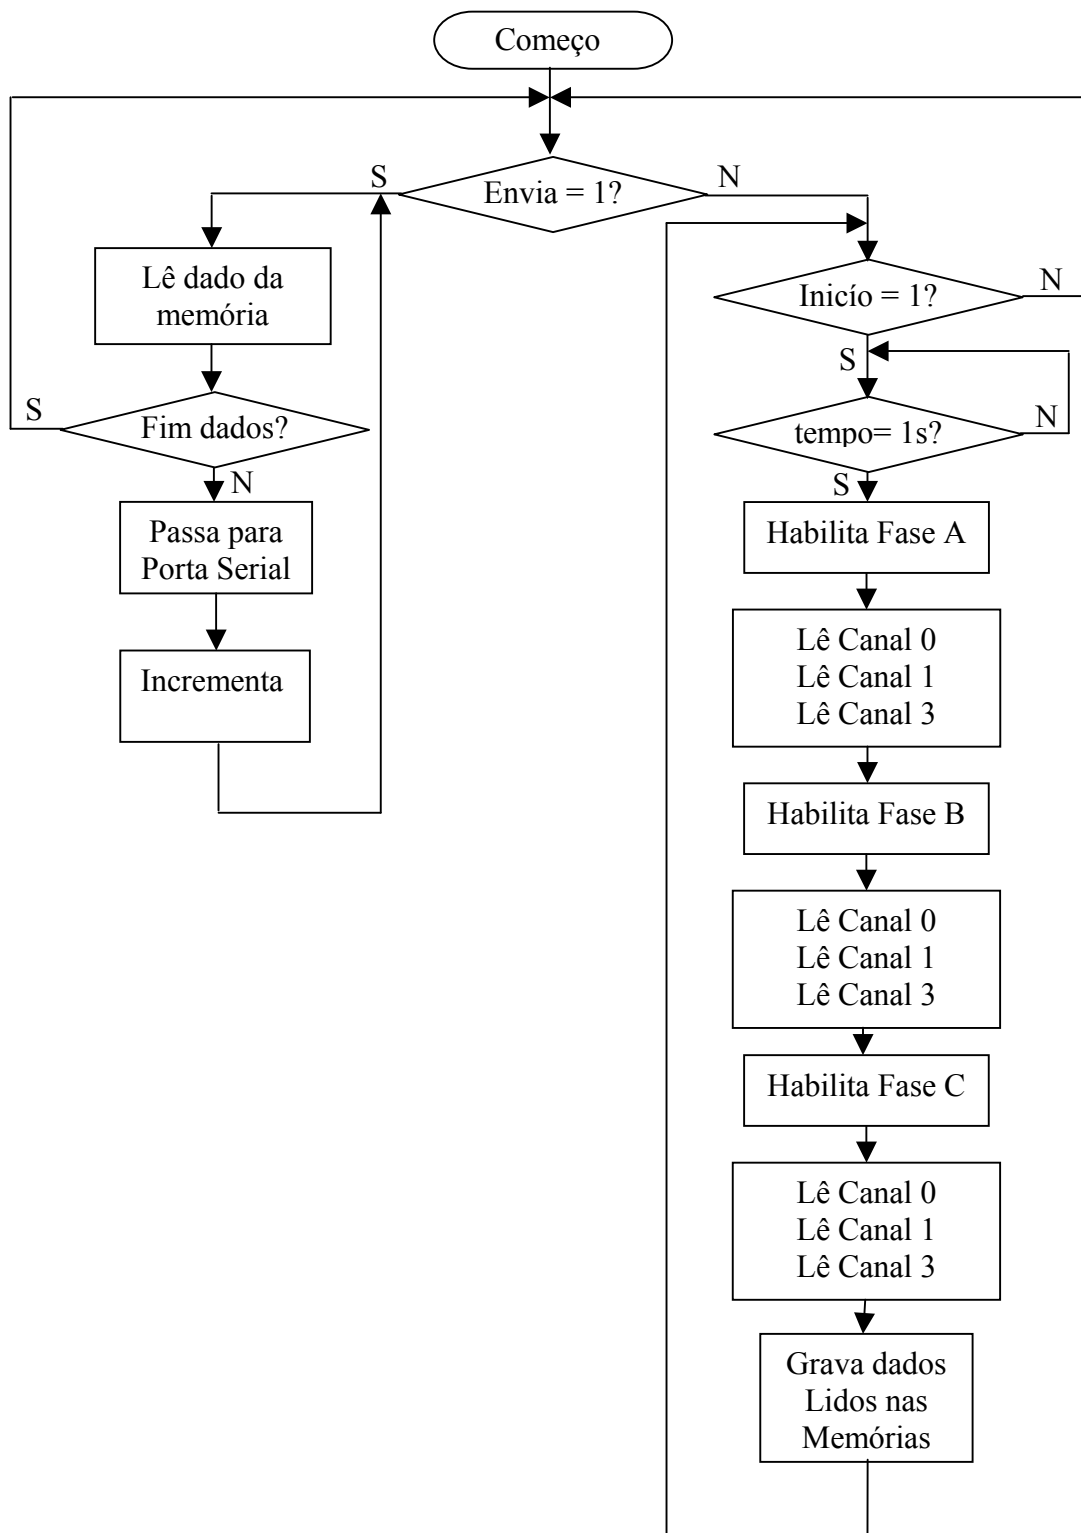 Começo
S
Envia = 1?
N
Lê dado da
memória
Inicío = 1?
N
S
S
Fim dados?
tempo= 1s?
N
N
S
Passa para
Porta Serial
Habilita Fase A
Incrementa
Lê Canal 0
Lê Canal 1
Lê Canal 3
Habilita Fase B
Lê Canal 0
Lê Canal 1
Lê Canal 3
Habilita Fase C
Lê Canal 0
Lê Canal 1
Lê Canal 3
Grava dados
Lidos nas
Memórias